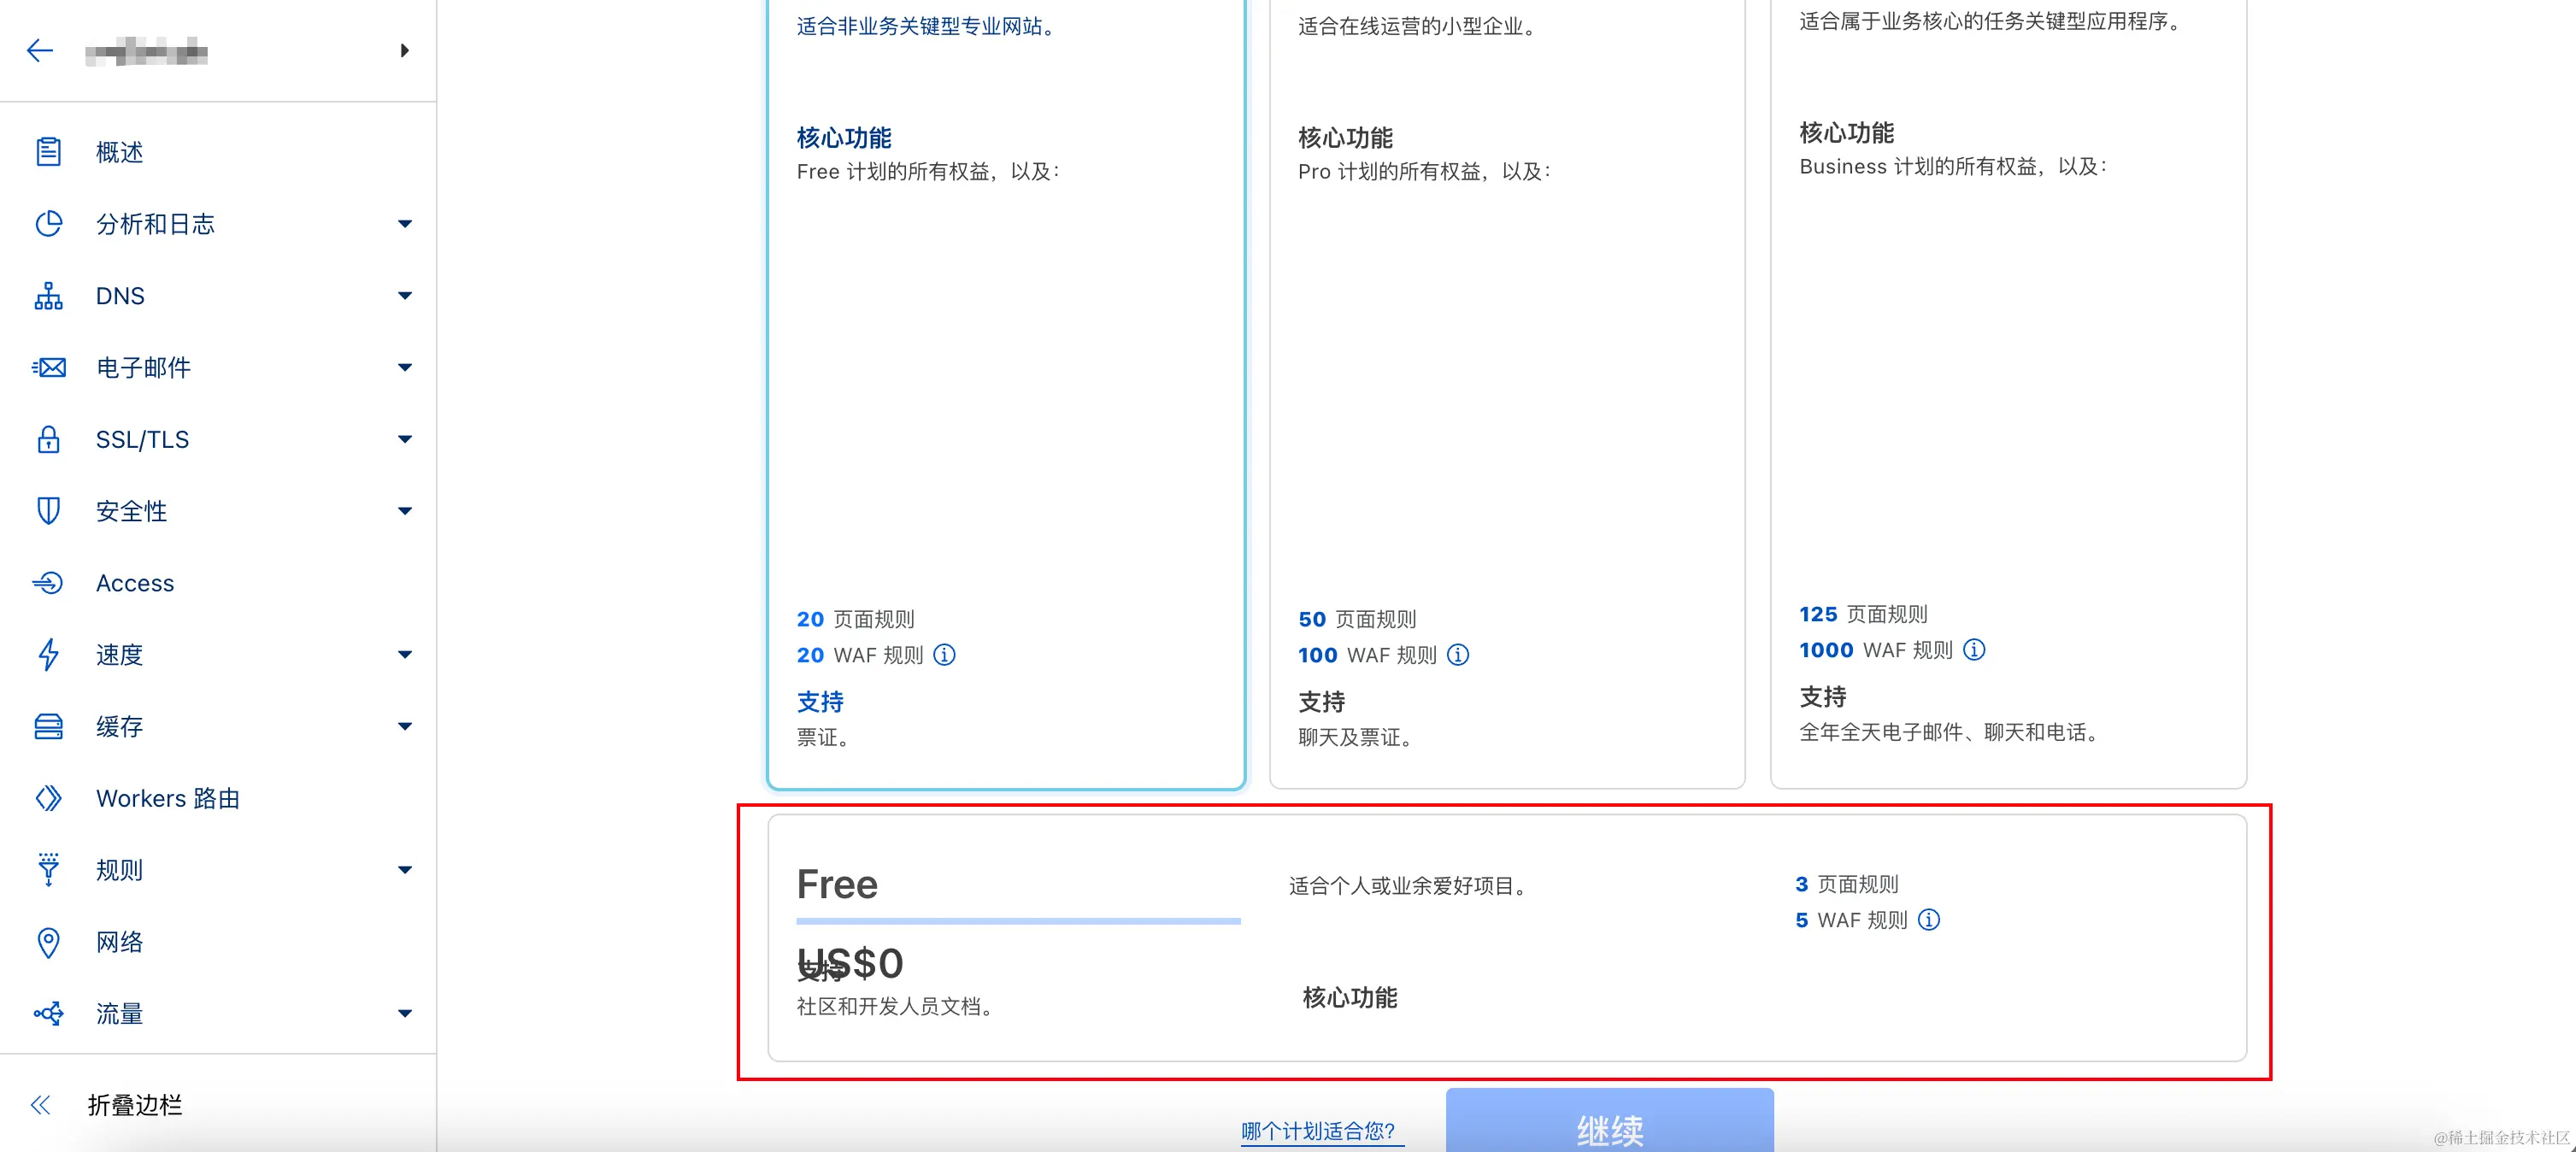 概述
分析和日志
DNS
电子邮件
SSL/TLS
安全性
Access
速度
缓存
Workers 路由
规则
网络
流量
折叠边栏
适合非业务关键型专业网站。
核心功能
Free 计划的所有权益，以及：
20 页面规则
20 WAF 规则
支持
票证。
适合在线运营的小型企业。
核心功能
Pro 计划的所有权益，以及：
50 页面规则
100 WAF 规则
支持
聊天及票证。
适合属于业务核心的任务关键型应用程序。
核心功能
Business 计划的所有权益，以及：
125 页面规则
1000 WAF 规则
支持
全年全天电子邮件、聊天和电话。
Free
US$0
支持
社区和开发人员文档。
适合个人或业余爱好项目。
核心功能
3 页面规则
5 WAF 规则
哪个计划适合您？
继续
@稀土掘金技术社区